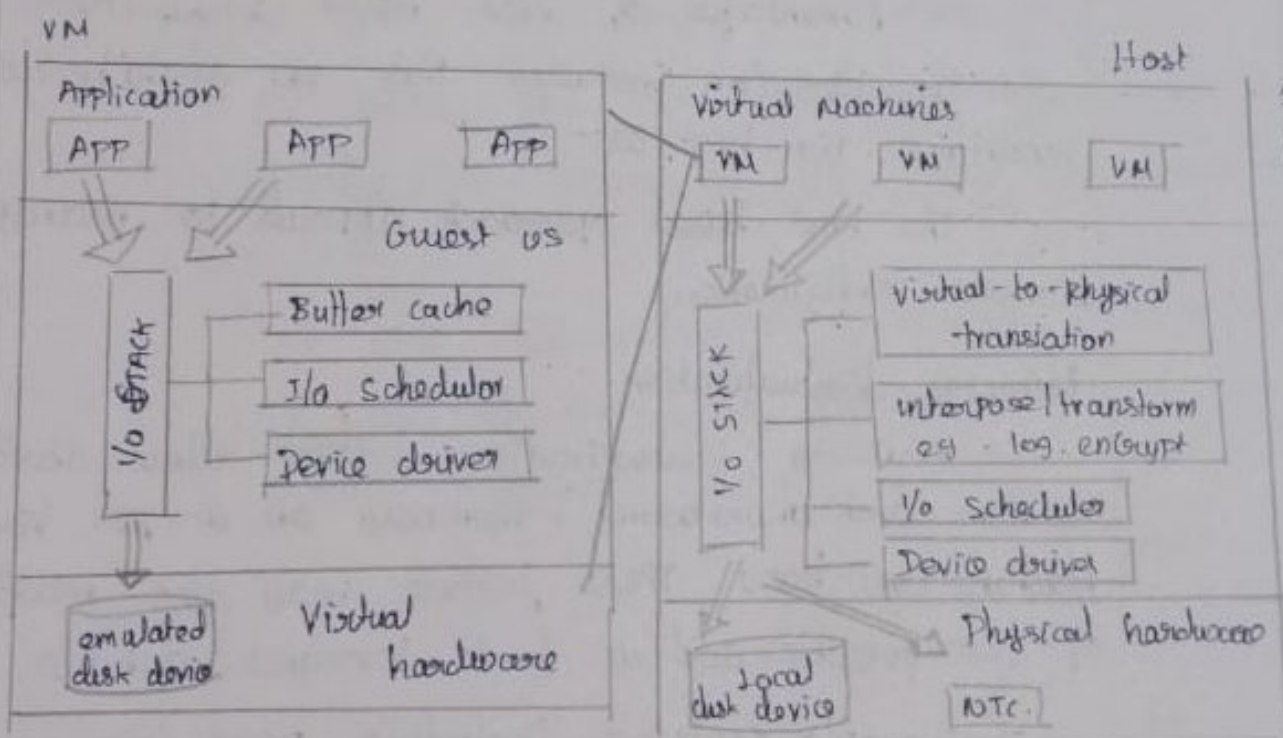 VM
Application
APP
APP
APP
Guest os
I/O STACK
Buffer cache
I/o schedulor
Device driver
emulated
disk device
Virtual
hardware
Host
Virtual Machines
VM
VM
VM
I/O STACK
virtual-to-physical
translation
interpose/transform
eg. log. encrypt
I/o scheduler
Device driver
Physical hardware
Local
disk device
NTC.